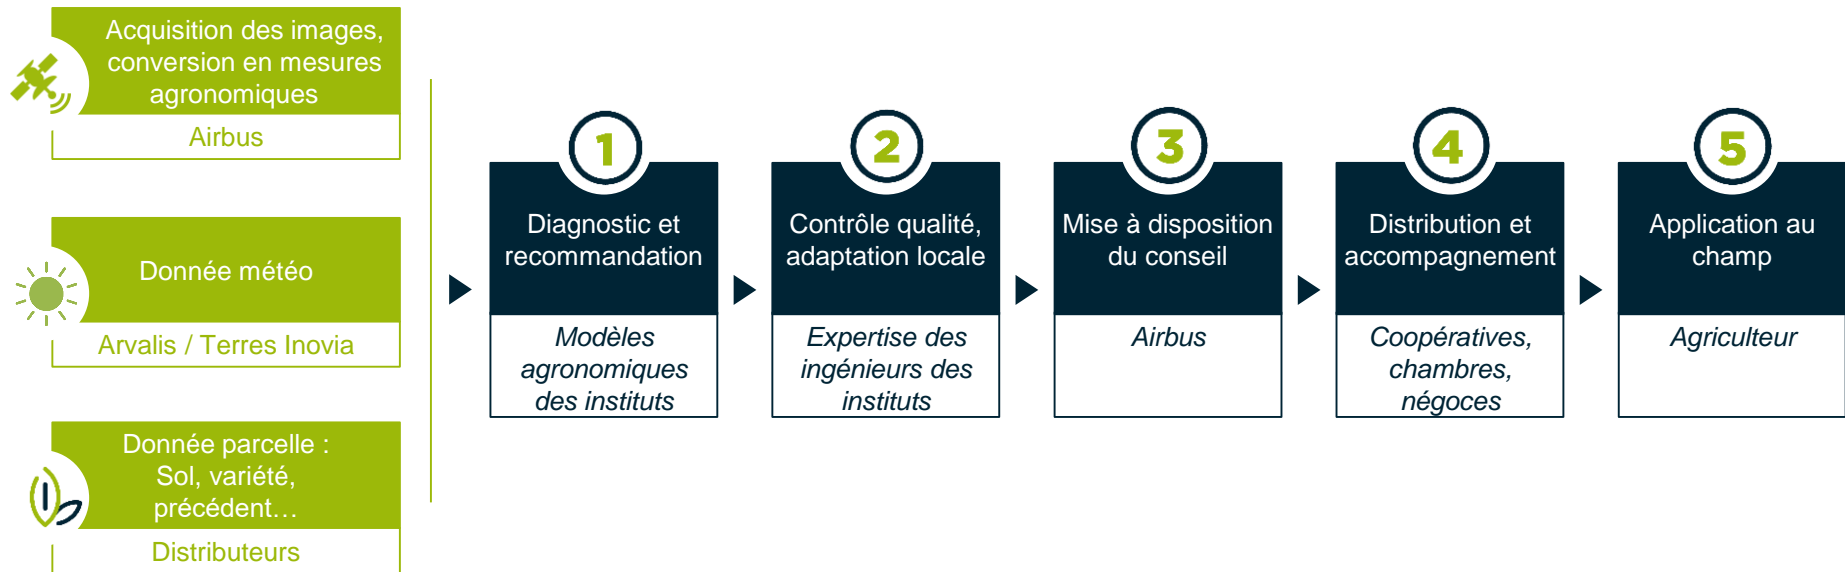 Acquisition des images,
conversion en mesures
agronomiques
Airbus
Donnée météo
Arvalis / Terres Inovia
Donnée parcelle :
Sol, variété,
précédent…
Distributeurs
1
Diagnostic et
recommandation
Modèles
agronomiques
des instituts
2
Contrôle qualité,
adaptation locale
Expertise des
ingénieurs des
instituts
3
Mise à disposition
du conseil
Airbus
4
Distribution et
accompagnement
Coopératives,
chambres,
négoces
5
Application au
champ
Agriculteur